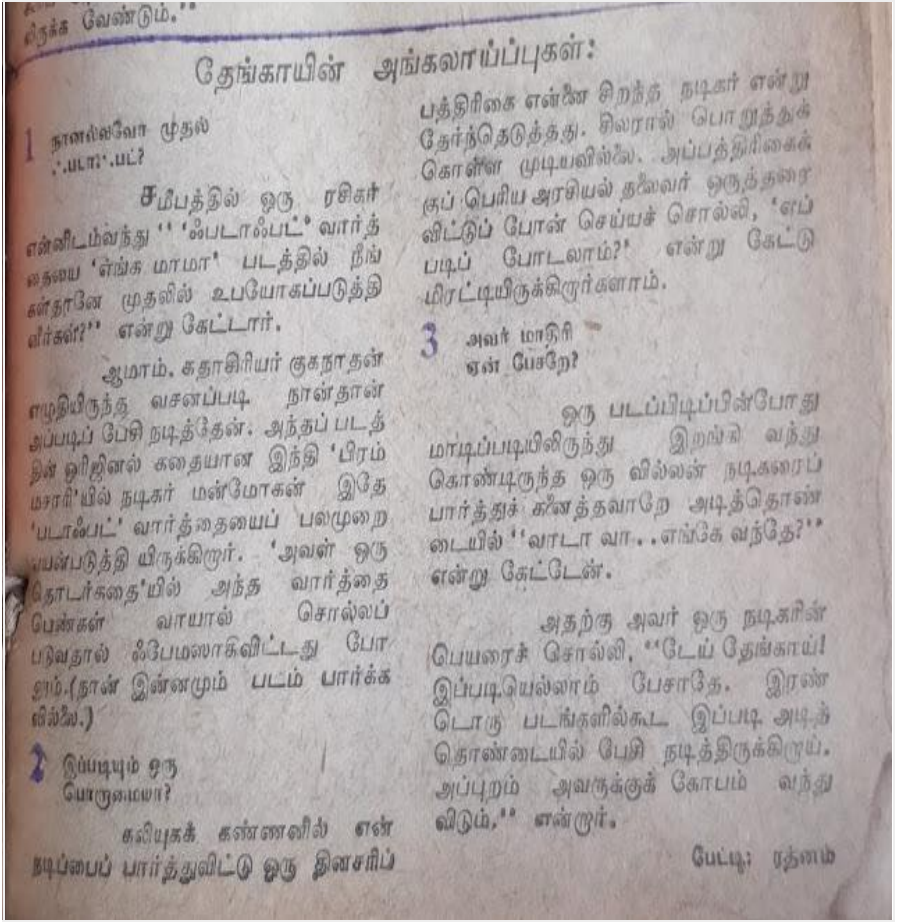 லிருக்க வேண்டும்.''
தேங்காயின் அங்கலாய்ப்புகள்:
1 நானல்லவோ முதல்
ஃபடாஃபட்?
சமீபத்தில் ஒரு ரசிகர்
என்னிடம்வந்து '' 'ஃபடாஃபட்' வார்த்
தையை 'எங்க மாமா' படத்தில் நீங்
கள்தானே முதலில் உபயோகப்படுத்தி
னீர்கள்?'' என்று கேட்டார்.
ஆமாம். கதாசிரியர் குகநாதன்
எழுதியிருந்த வசனப்படி நான்தான்
அப்படிப் பேசி நடித்தேன். அந்தப் படத்
தின் ஒரிஜினல் கதையான இந்தி 'பிரம்
மசாரி'யில் நடிகர் மன்மோகன் இதே
'படாஃபட்' வார்த்தையைப் பலமுறை
பயன்படுத்தி யிருக்கிறார். 'அவள் ஒரு
தொடர்கதை'யில் அந்த வார்த்தை
பெண்கள் வாயால் சொல்லப்
படுவதால் ஃபேமஸாகிவிட்டது போ
லும்.(நான் இன்னமும் படம் பார்க்க
வில்லை.)
2 இப்படியும் ஒரு
பொறாமையா?
கலியுகக் கண்ணனில் என்
நடிப்பைப் பார்த்துவிட்டு ஒரு தினசரிப்
பத்திரிகை என்னை சிறந்த நடிகர் என்று
தேர்ந்தெடுத்தது. சிலரால் பொறுத்துக்
கொள்ள முடியவில்லை. அப்பத்திரிகைக்
குப் பெரிய அரசியல் தலைவர் ஒருத்தரை
விட்டுப் போன் செய்யச் சொல்லி, 'எப்
படிப் போடலாம்?' என்று கேட்டு
மிரட்டியிருக்கிறார்களாம்.
3 அவர் மாதிரி
ஏன் பேசறே?
ஒரு படப்பிடிப்பின்போது
மாடிப்படியிலிருந்து இறங்கி வந்து
கொண்டிருந்த ஒரு வில்லன் நடிகரைப்
பார்த்துச் கனைத்தவாறே அடித்தொண்
டையில் ''வாடா வா..எங்கே வந்தே?''
என்று கேட்டேன்.
அதற்கு அவர் ஒரு நடிகரின்
பெயரைச் சொல்லி, ''டேய் தேங்காய்!
இப்படியெல்லாம் பேசாதே. இரண்
டொரு படங்களில்கூட இப்படி அடித்
தொண்டையில் பேசி நடித்திருக்கிறாய்.
அப்புறம் அவருக்குக் கோபம் வந்து
விடும்,'' என்றார்.
பேட்டி: ரத்னம்